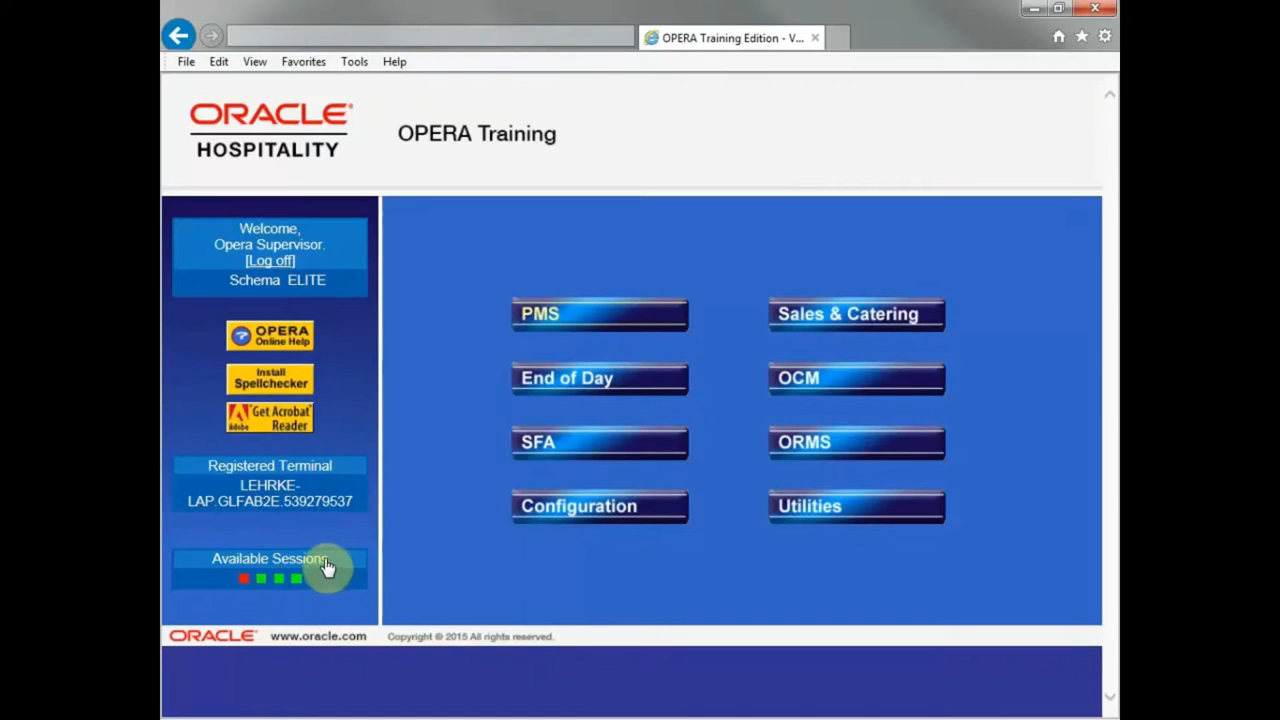 OPERA Training Edition - V...
File Edit View Favorites Tools Help
ORACLE®
HOSPITALITY
OPERA Training
Welcome,
Opera Supervisor.
[Log off]
Schema ELITE
OPERA
Online Help
Install
Spellchecker
Get Acrobat®
Reader
Adobe
Registered Terminal
LEHRKE-
LAP.GLFAB2E.539279537
Available Sessions
PMS
Sales & Catering
End of Day
OCM
SFA
ORMS
Configuration
Utilities
ORACLE® www.oracle.com Copyright © 2015 All rights reserved.